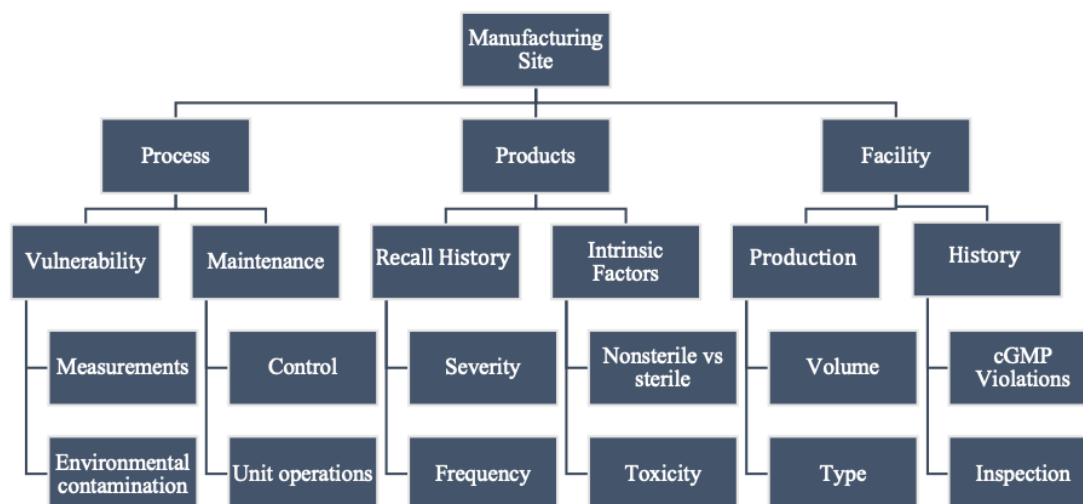 Manufacturing
Site
Process
Products
Facility
Vulnerability
Maintenance
Recall History
Intrinsic
Factors
Production
History
Measurements
Control
Severity
Nonsterile vs
sterile
Volume
cGMP
Violations
Environmental
contamination
Unit operations
Frequency
Toxicity
Type
Inspection